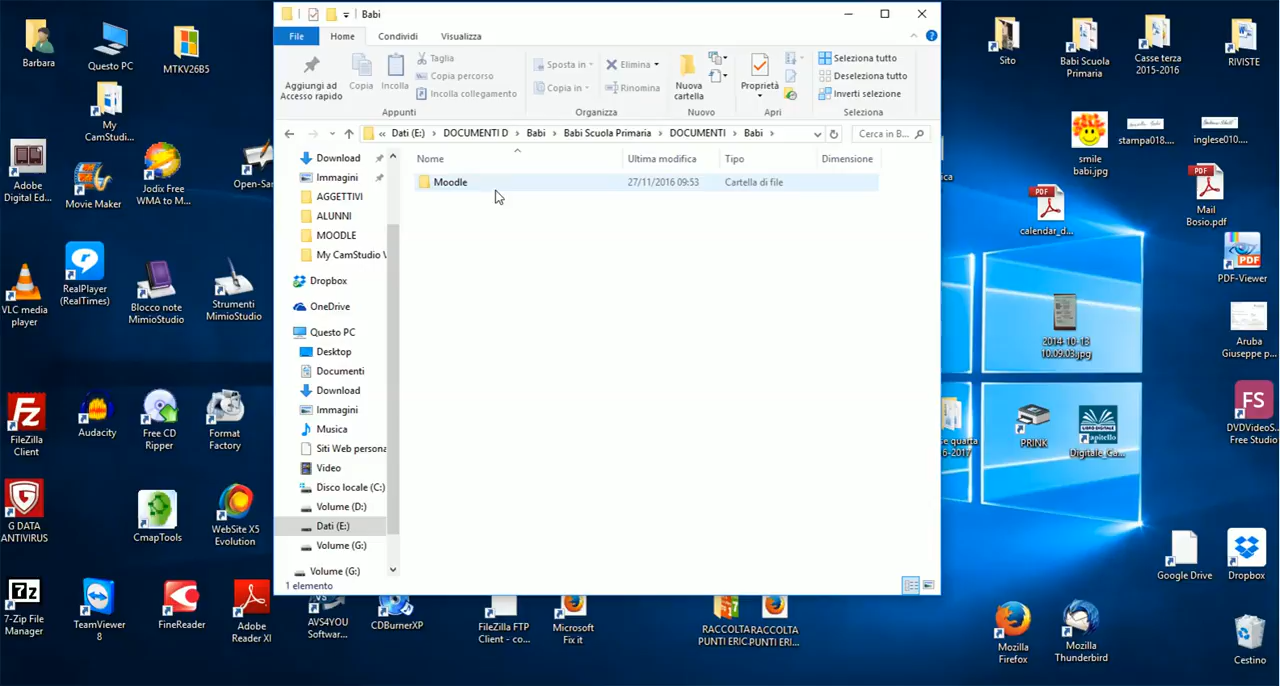 Babi
File
Home
Condividi
Visualizza
Aggiungi ad
Accesso rapido
Copia
Incolla
Taglia
Copia percorso
Incolla collegamento
Appunti
Sposta in
Copia in
Elimina
Rinomina
Organizza
Nuova
cartella
Nuovo
Proprietà
Apri
Seleziona tutto
Deseleziona tutto
Inverti selezione
Selezione
« Dati (E:) > DOCUMENTI D > Babi > Babi Scuola Primaria > DOCUMENTI > Babi >
Cerca in B...
Nome
Ultima modifica
Tipo
Dimensione
Moodle
27/11/2016 09:53
Cartella di file
Download
Immagini
AGGETTIVI
ALUNNI
MOODLE
My CamStudio V
Dropbox
OneDrive
Questo PC
Desktop
Documenti
Download
Immagini
Musica
Siti Web persona
Video
Disco locale (C:)
Volume (D:)
Dati (E:)
Volume (G:)
Volume (G:)
1 elemento
Barbara
Questo PC
MTKV26B5
My
CamStudi...
Adobe
Digital Ed...
Movie Maker
Jodix Free
WMA to M...
Open-San
VLC media
player
RealPlayer
(RealTimes)
Blocco note
MimioStudio
Strumenti
MimioStudio
FileZilla
Client
Audacity
Free CD
Ripper
Format
Factory
G DATA
ANTIVIRUS
CmapTools
WebSite X5
Evolution
7-Zip File
Manager
TeamViewer
8
FineReader
Adobe
Reader XI
AVS4YOU
Software...
CDBurnerXP
FileZilla FTP
Client - co...
Microsoft
Fix it
RACCOLTA
PUNTI ERIC...
RACCOLTA
PUNTI ERI...
Sito
Babi Scuola
Primaria
Casse terza
2015-2016
RIVISTE
smile
babi.jpg
stampa018....
inglese010....
PDF
calendar_d...
PDF
Mail
Bosio.pdf
PDF
PDF-Viewer
2014-10-13
10.09.03.jpg
Aruba
Giuseppe p...
PRINK
Digitale_Ca...
FS
DVDVideoS...
Free Studio
Google Drive
Dropbox
Mozilla
Firefox
Mozilla
Thunderbird
Cestino